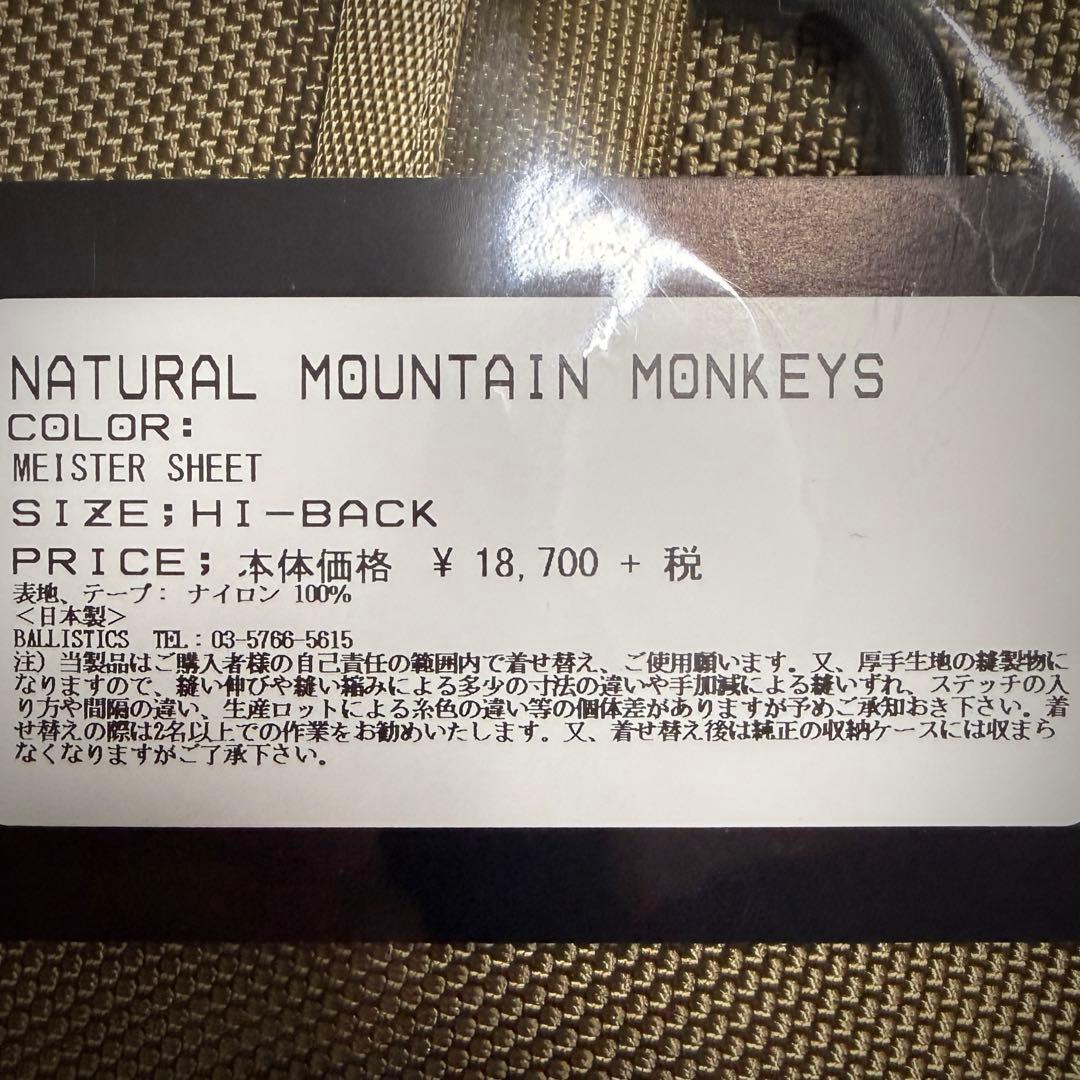 NATURAL MOUNTAIN MONKEYS
COLOR:
MEISTER SHEET
SIZE;HI-BACK
PRICE; 本体価格 ¥ 18,700 + 税
表地、テープ: ナイロン 100%
<日本製>
BALLISTICS TEL:03-5766-5615
注) 当製品はご購入者様の自己責任の範囲内で着せ替え、ご使用願います。又、厚手生地の縫製物に
なりますので、縫い伸びや縫い縮みによる多少の寸法の違いや手加減による縫いずれ、ステッチの入
り方や間隔の違い、生産ロットによる糸色の違い等の個体差がありますが予めご承知おき下さい。着
せ替えの際は2名以上での作業をお勧めいたします。又、着せ替え後は純正の収納ケースには収まら
なくなりますがご了承下さい。